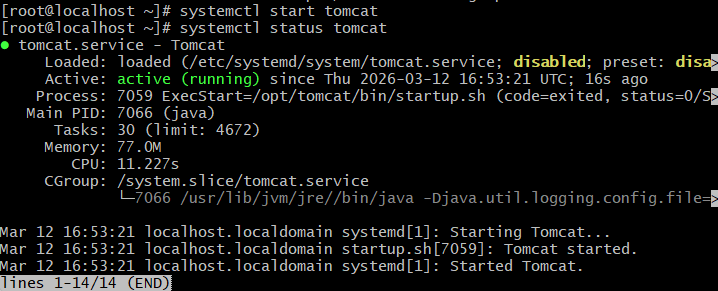 [root@localhost ~]# systemctl start tomcat
[root@localhost ~]# systemctl status tomcat
● tomcat.service - Tomcat
     Loaded: loaded (/etc/systemd/system/tomcat.service; disabled; preset: disa>
     Active: active (running) since Thu 2026-03-12 16:53:21 UTC; 16s ago
    Process: 7059 ExecStart=/opt/tomcat/bin/startup.sh (code=exited, status=0/S>
   Main PID: 7066 (java)
      Tasks: 30 (limit: 4672)
     Memory: 77.0M
        CPU: 11.227s
     CGroup: /system.slice/tomcat.service
             └─7066 /usr/lib/jvm/jre//bin/java -Djava.util.logging.config.file=>
Mar 12 16:53:21 localhost.localdomain systemd[1]: Starting Tomcat...
Mar 12 16:53:21 localhost.localdomain startup.sh[7059]: Tomcat started.
Mar 12 16:53:21 localhost.localdomain systemd[1]: Started Tomcat.
lines 1-14/14 (END)